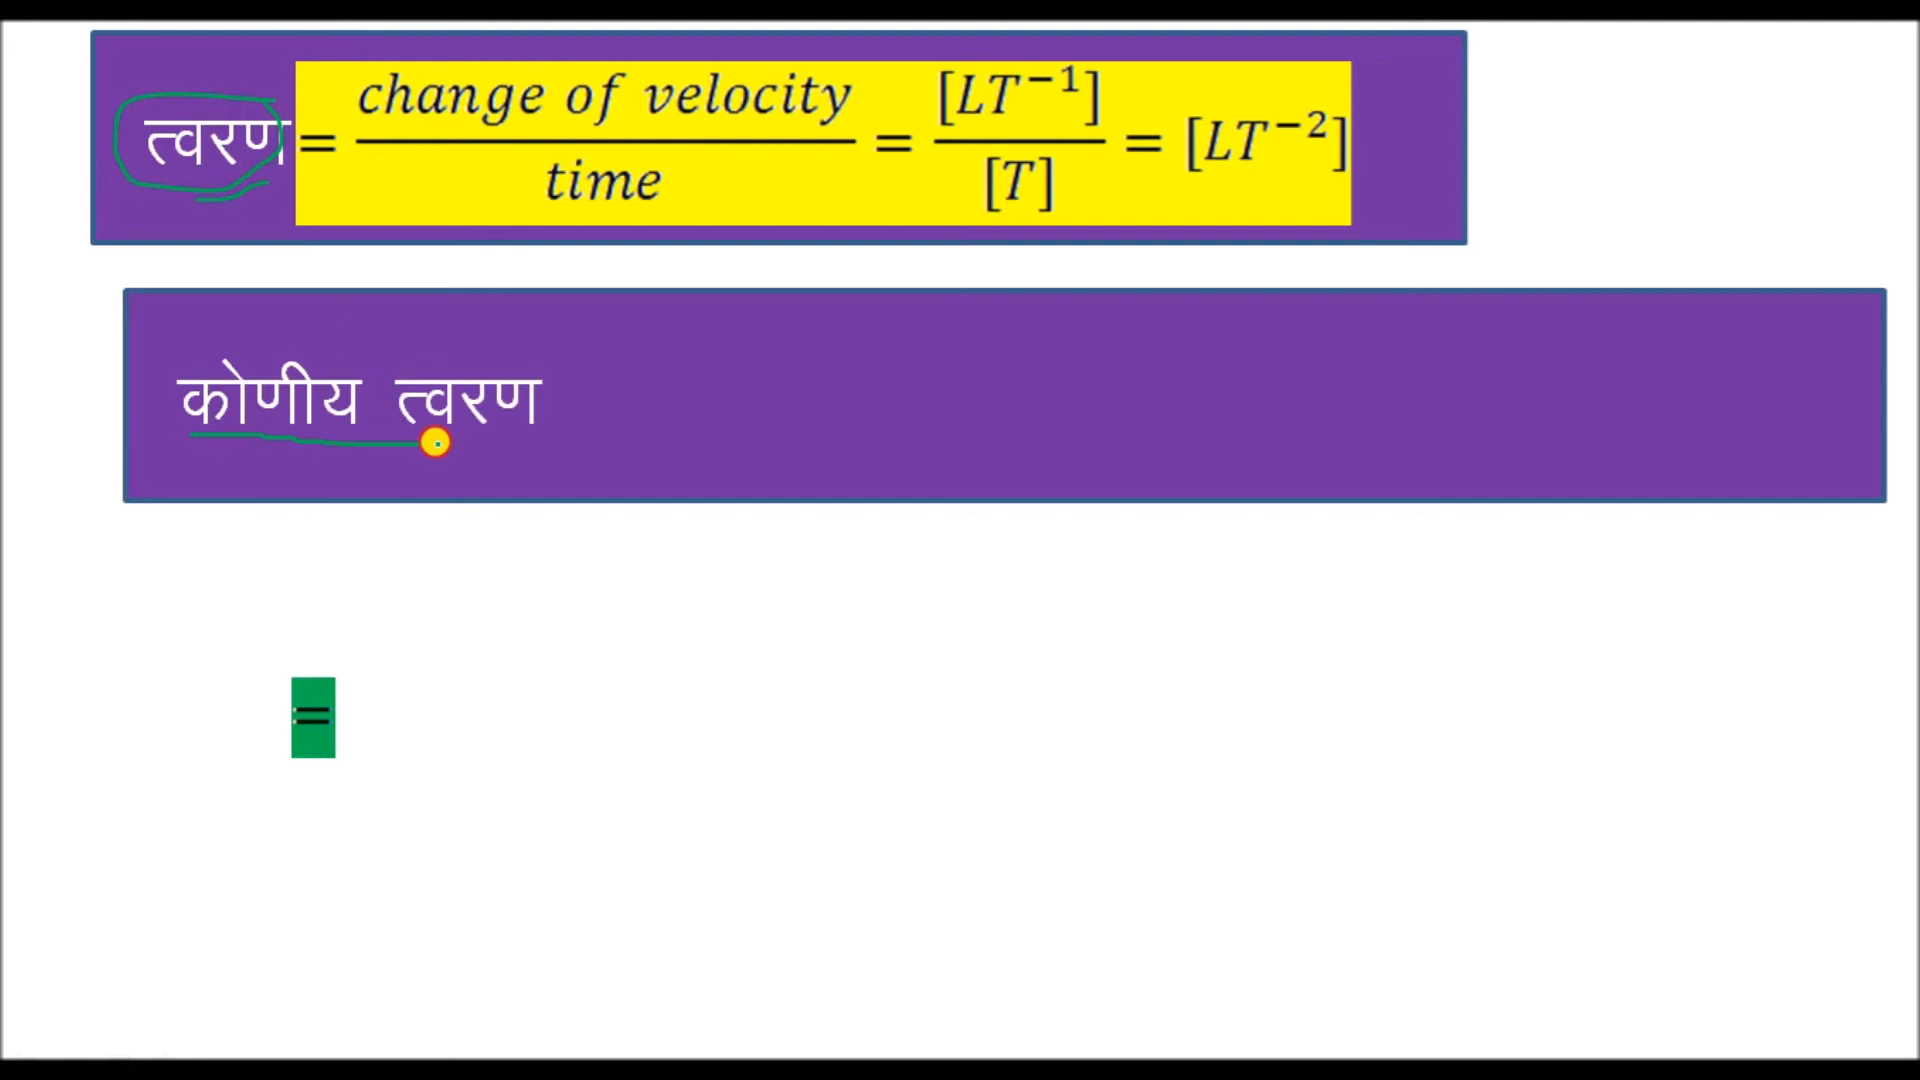 त्वरण = change of velocity / time = [LT⁻¹] / [T] = [LT⁻²]
कोणीय त्वरण
=